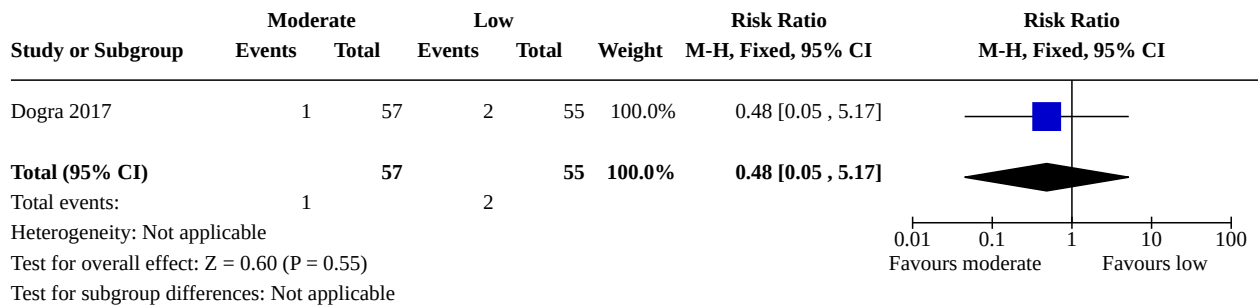 Moderate Low Risk Ratio Risk Ratio
Study or Subgroup Events Total Events Total Weight M-H, Fixed, 95% CI M-H, Fixed, 95% CI
Dogra 2017 1 57 2 55 100.0% 0.48 [0.05 , 5.17]
Total (95% CI) 57 55 100.0% 0.48 [0.05 , 5.17]
Total events: 1 2
Heterogeneity: Not applicable
Test for overall effect: Z = 0.60 (P = 0.55)
Test for subgroup differences: Not applicable
0.01 0.1 1 10 100
Favours moderate Favours low